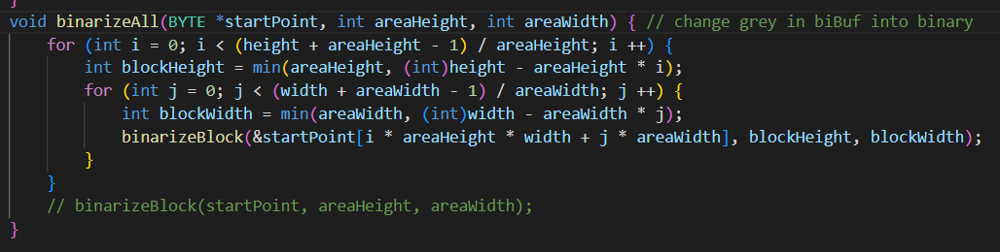 }
void binarizeAll(BYTE *startPoint, int areaHeight, int areaWidth) { // change grey in biBuf into binary
    for (int i = 0; i < (height + areaHeight - 1) / areaHeight; i ++) {
        int blockHeight = min(areaHeight, (int)height - areaHeight * i);
        for (int j = 0; j < (width + areaWidth - 1) / areaWidth; j ++) {
            int blockWidth = min(areaWidth, (int)width - areaWidth * j);
            binarizeBlock(&startPoint[i * areaHeight * width + j * areaWidth], blockHeight, blockWidth);
        }
    }
    // binarizeBlock(startPoint, areaHeight, areaWidth);
}